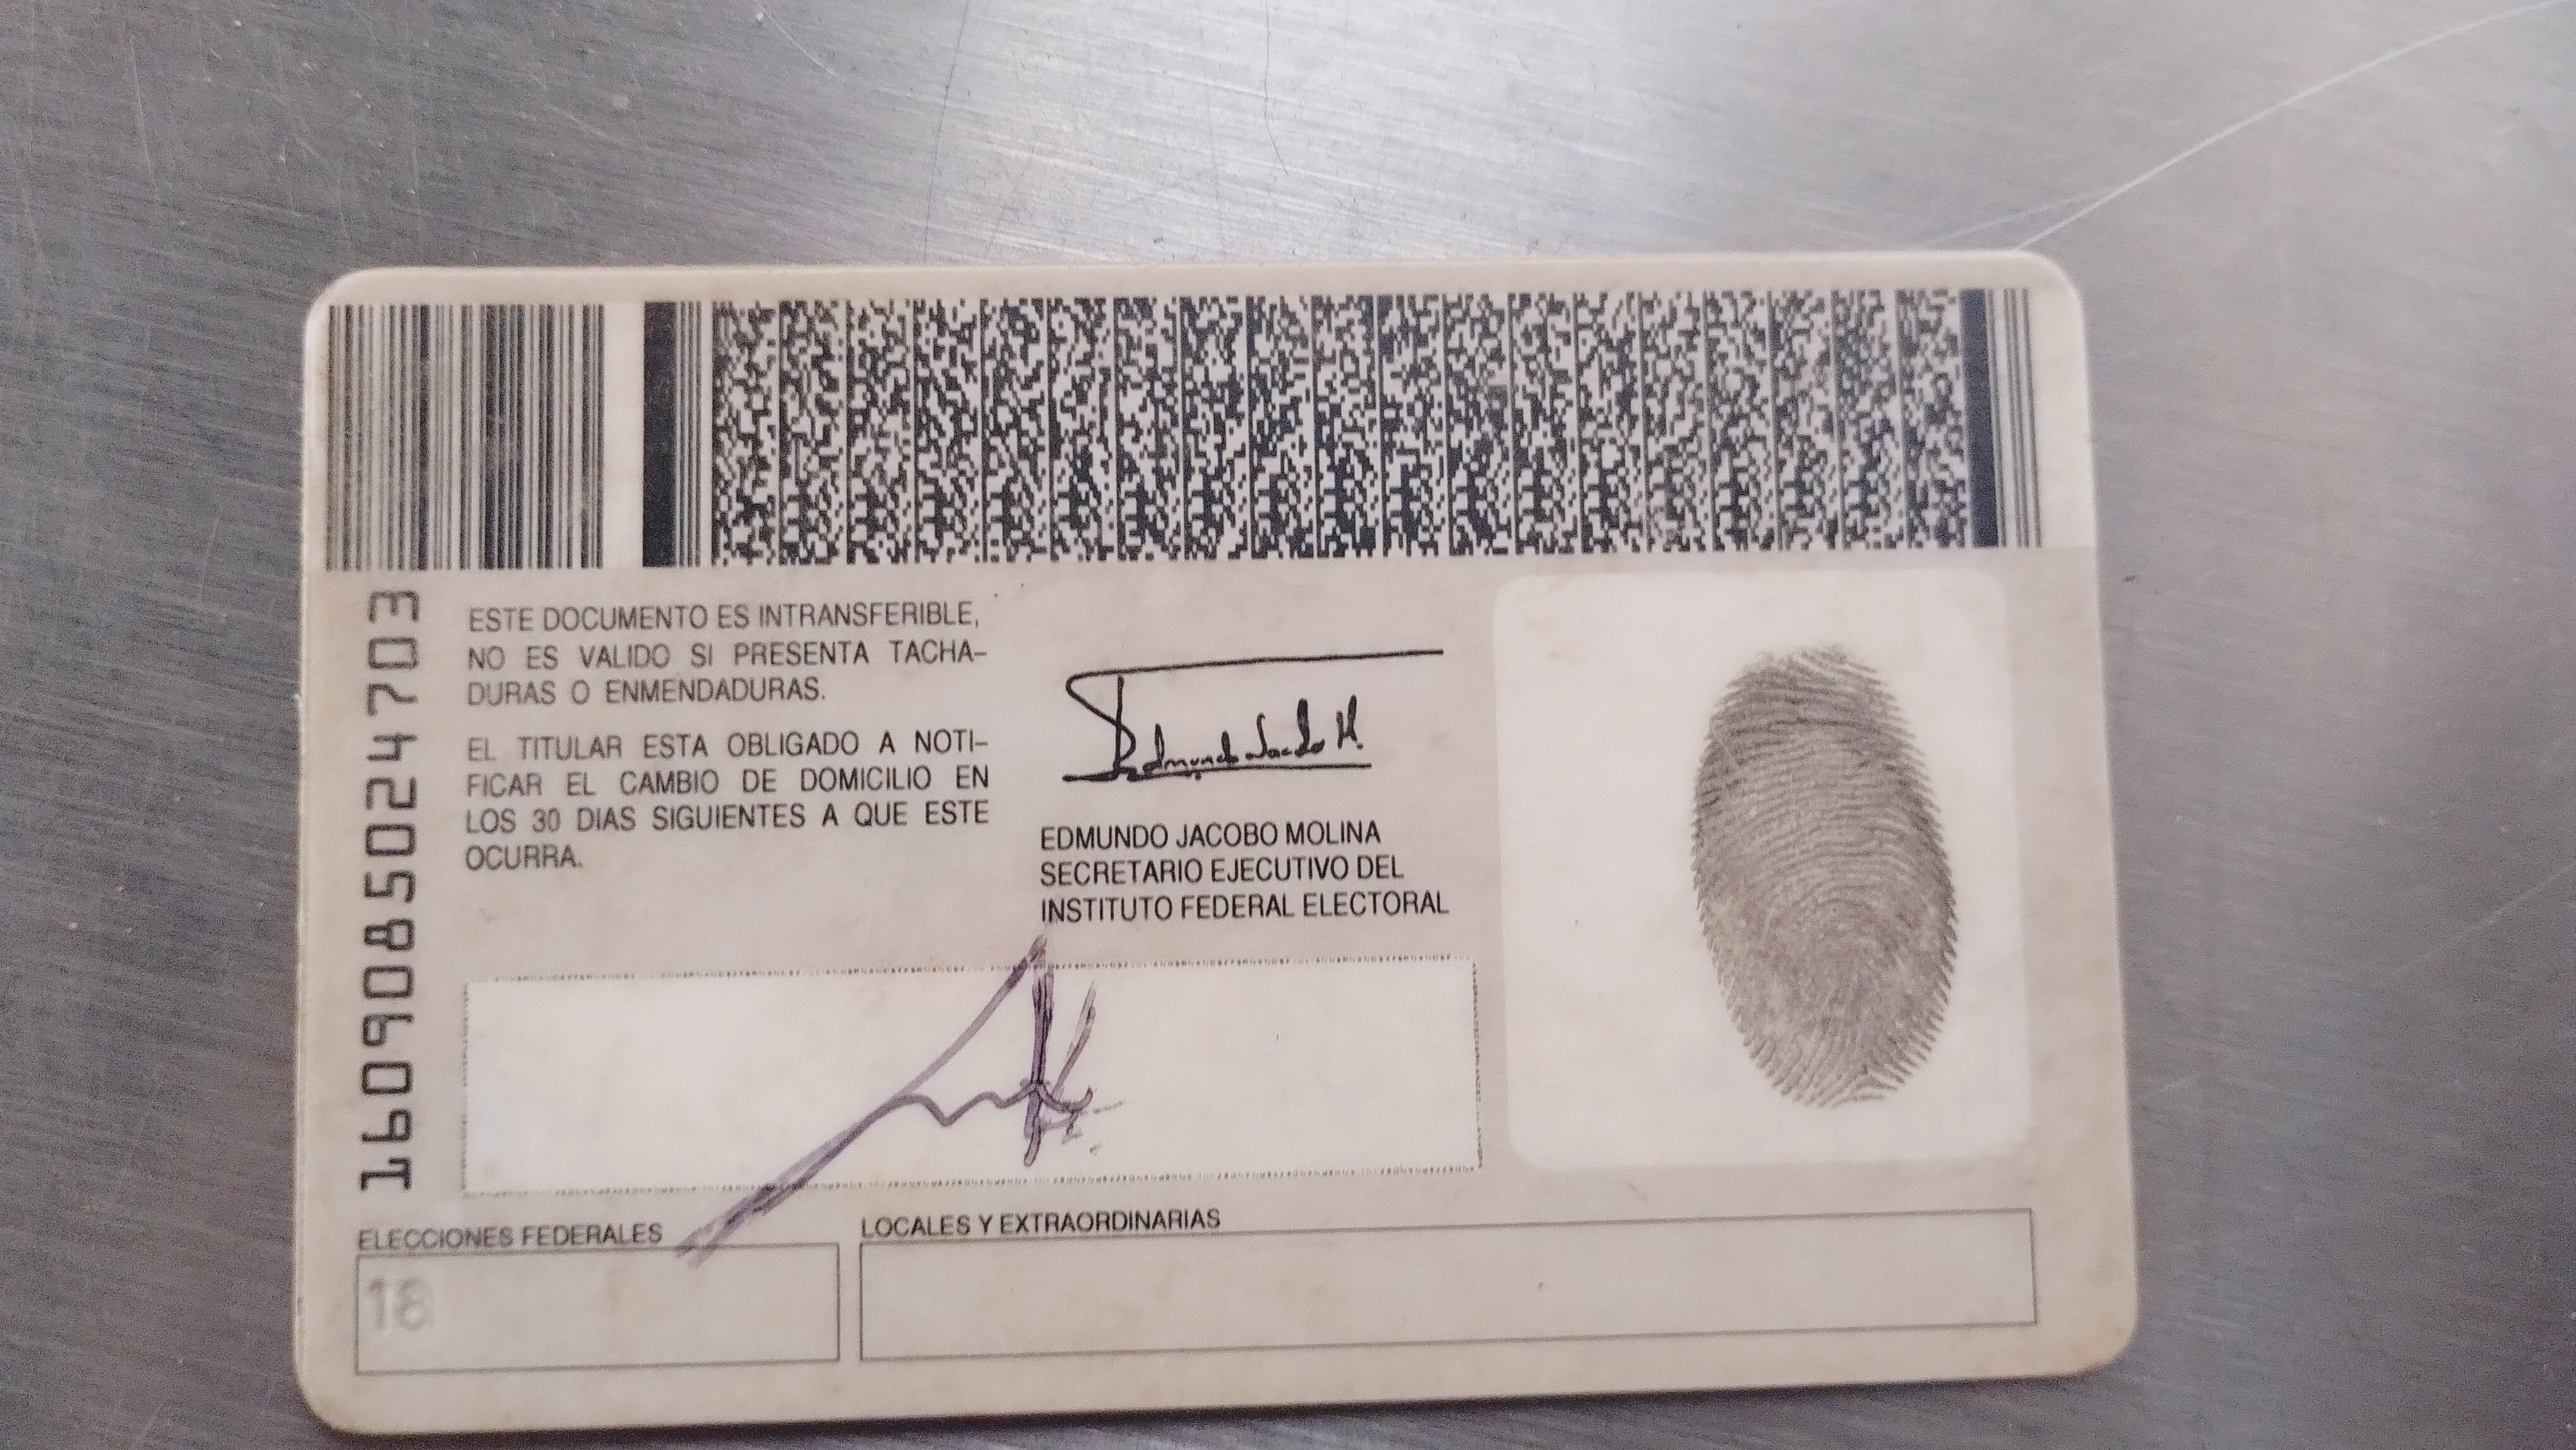 1609085024703
ESTE DOCUMENTO ES INTRANSFERIBLE,
NO ES VALIDO SI PRESENTA TACHA-
DURAS O ENMENDADURAS.
EL TITULAR ESTA OBLIGADO A NOTI-
FICAR EL CAMBIO DE DOMICILIO EN
LOS 30 DIAS SIGUIENTES A QUE ESTE
OCURRA.
Edmundo Jacobo M.
EDMUNDO JACOBO MOLINA
SECRETARIO EJECUTIVO DEL
INSTITUTO FEDERAL ELECTORAL
ELECCIONES FEDERALES
18
LOCALES Y EXTRAORDINARIAS